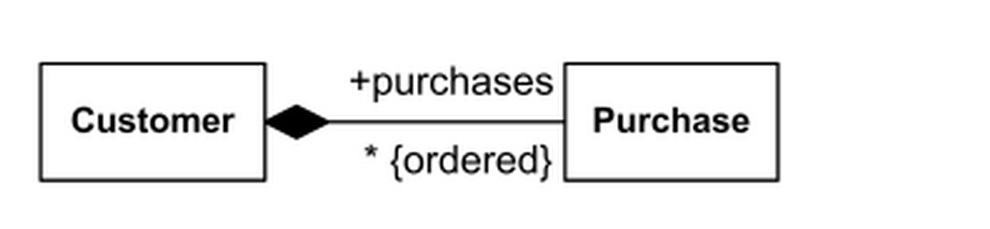 +purchases
Customer
Purchase
* {ordered}